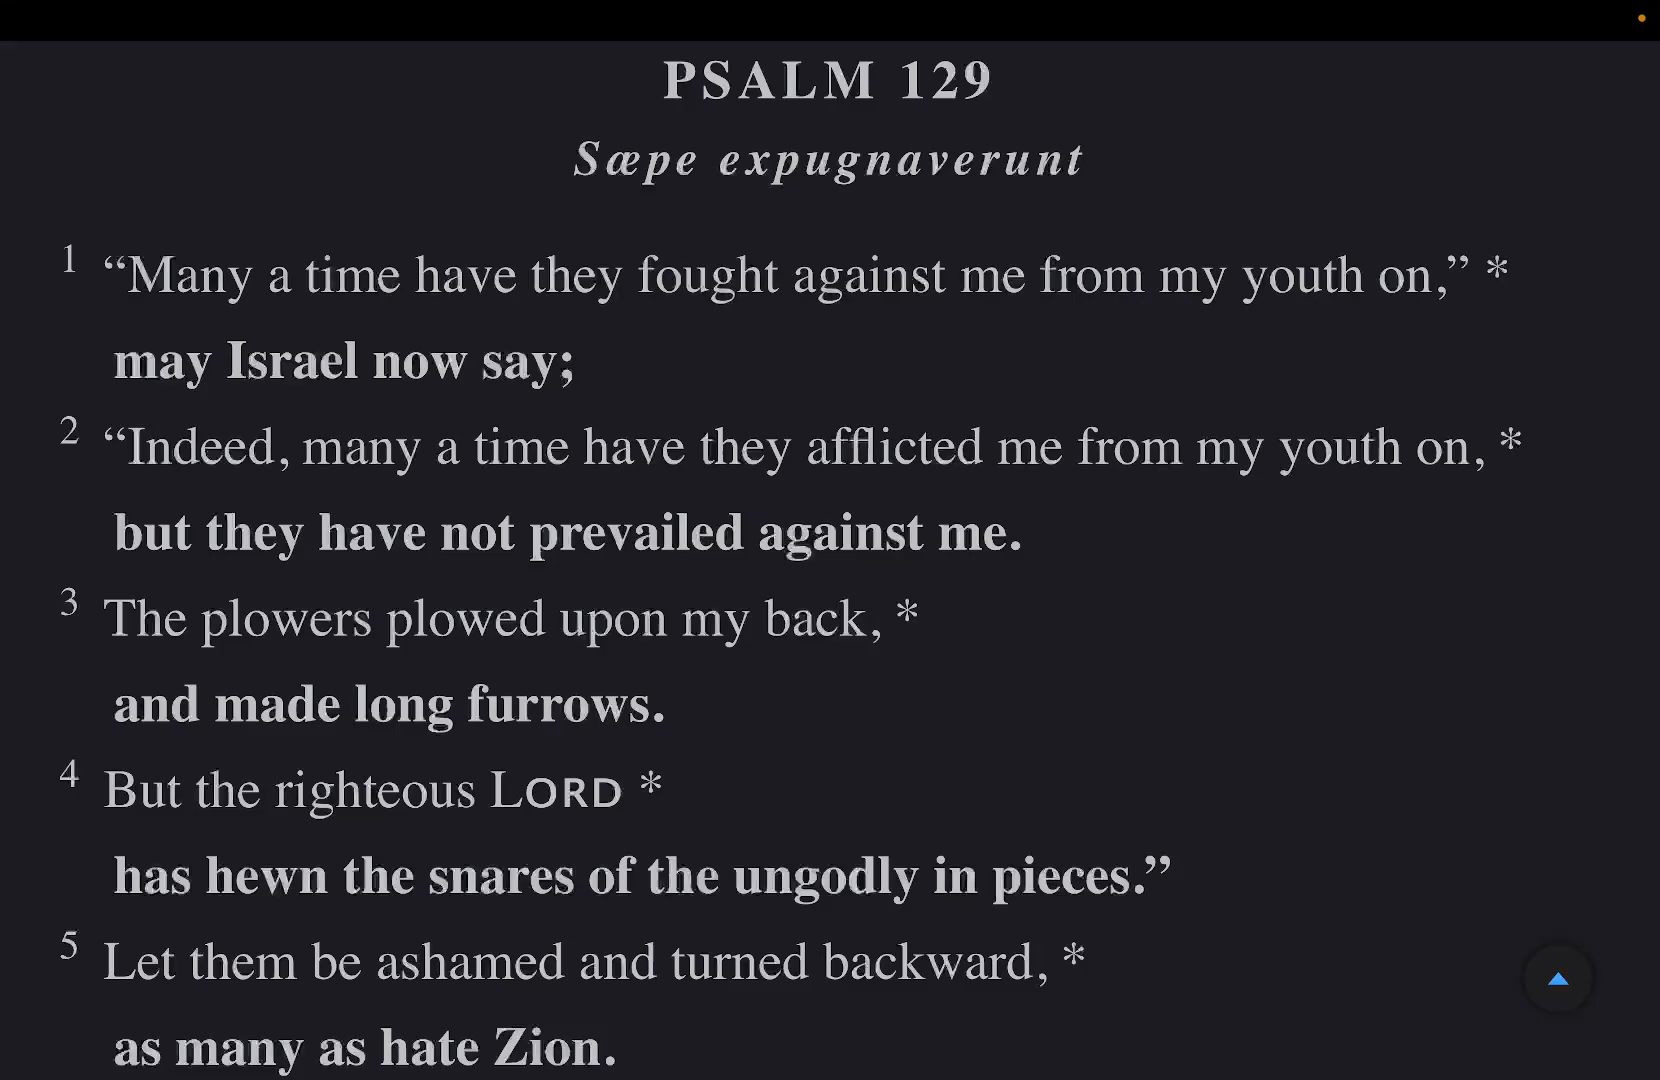 PSALM 129
Sæpe expugnaverunt
1 “Many a time have they fought against me from my youth on,” *
may Israel now say;
2 “Indeed, many a time have they afflicted me from my youth on, *
but they have not prevailed against me.
3 The plowers plowed upon my back, *
and made long furrows.
4 But the righteous LORD *
has hewn the snares of the ungodly in pieces.”
5 Let them be ashamed and turned backward, *
as many as hate Zion.